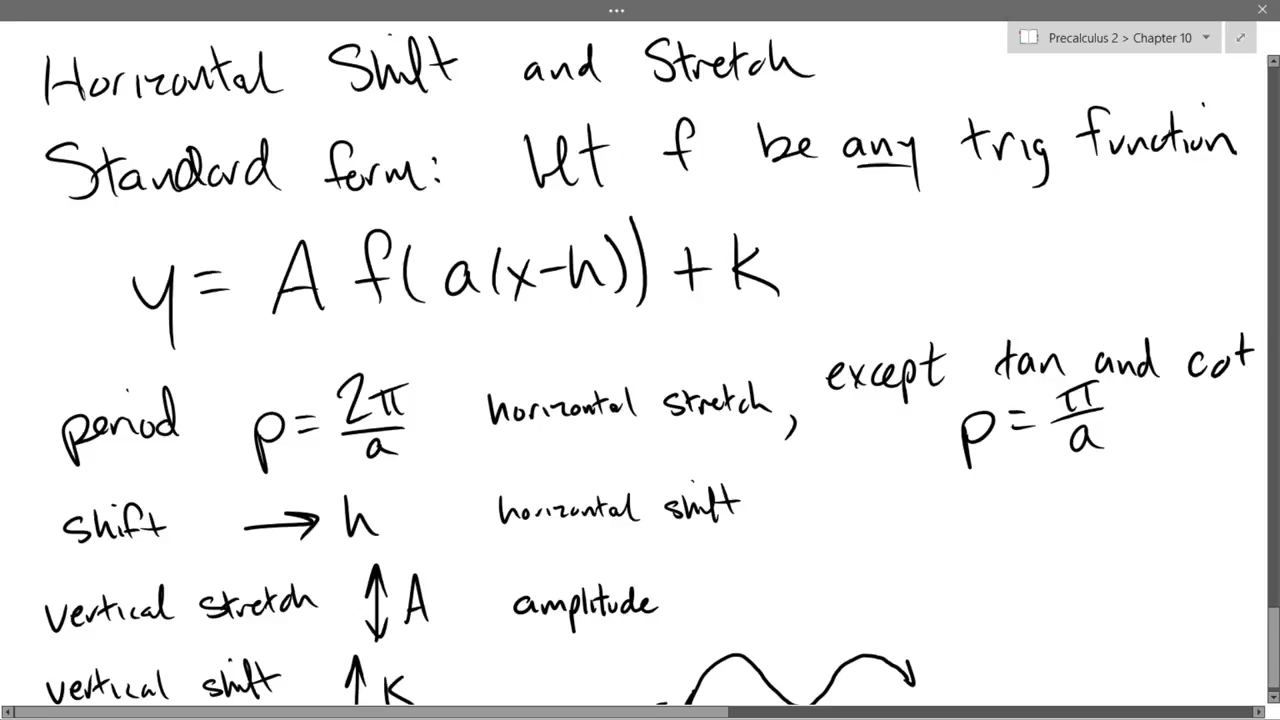 Precalculus 2 > Chapter 10
Horizontal Shift and Stretch
Standard form: Let f be any trig function
y = A f(a(x-h)) + k
period p = 2π/a horizontal stretch, except tan and cot p = π/a
shift → h horizontal shift
vertical stretch ↕ A amplitude
vertical shift ↑ k